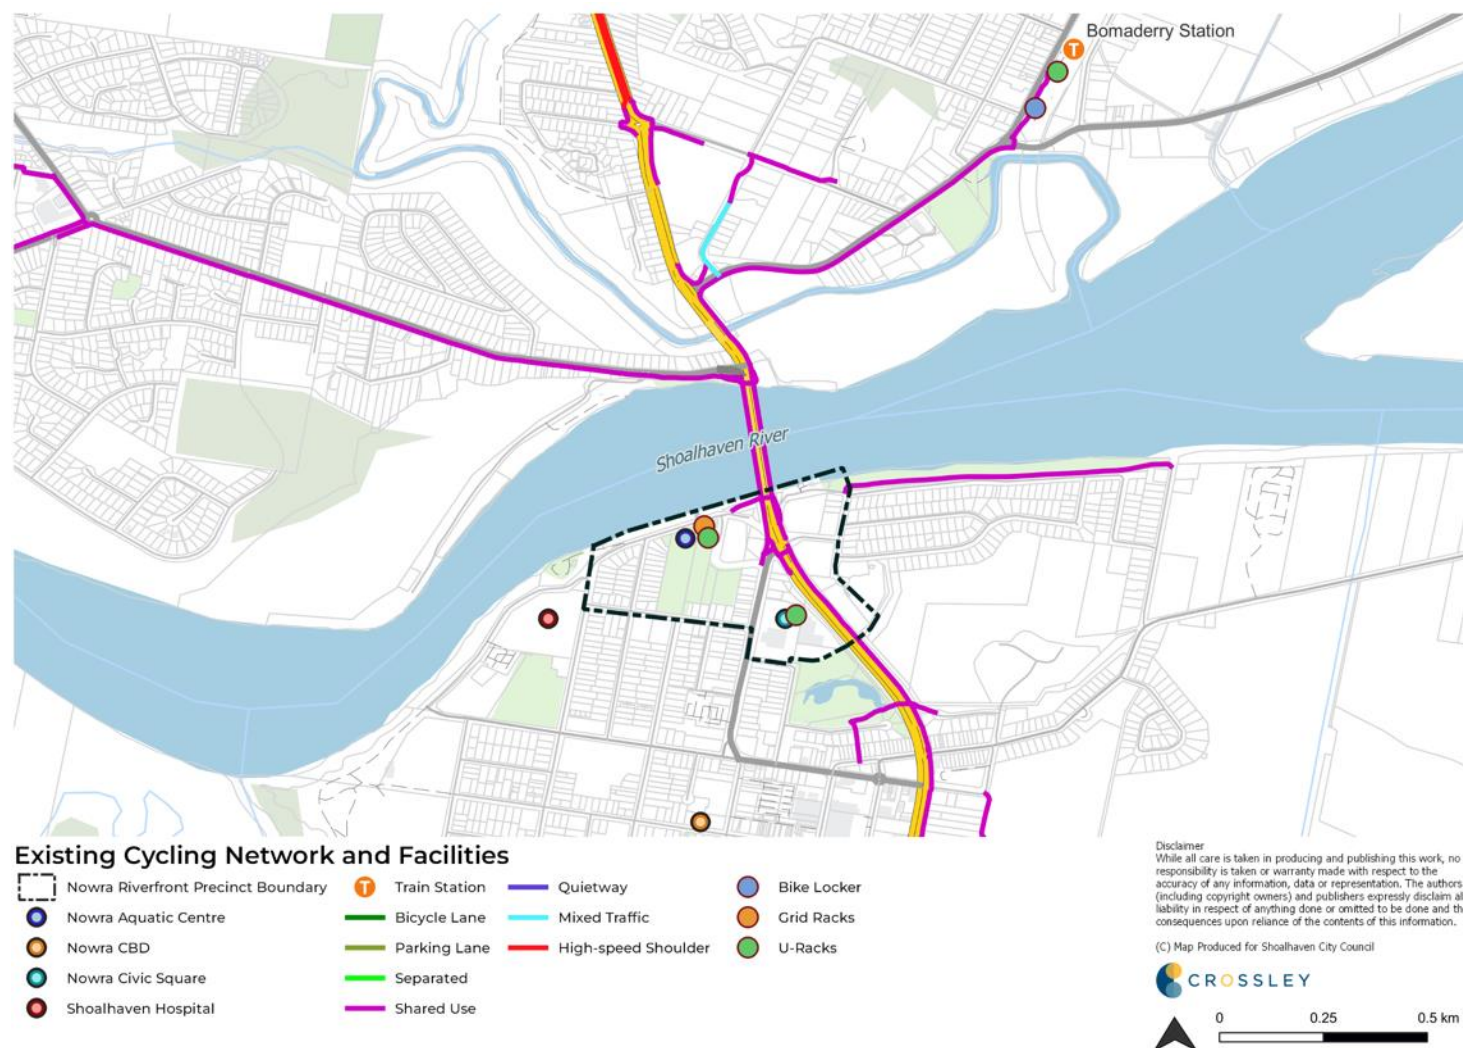 Bomaderry Station
T
Shoalhaven River
Existing Cycling Network and Facilities
Nowra Riverfront Precinct Boundary
Nowra Aquatic Centre
Nowra CBD
Nowra Civic Square
Shoalhaven Hospital
T Train Station
Bicycle Lane
Parking Lane
Separated
Shared Use
Quietway
Mixed Traffic
High-speed Shoulder
Bike Locker
Grid Racks
U-Racks
Disclaimer
While all care is taken in producing and publishing this work, no
responsibility is taken or warranty made with respect to the
accuracy of any information, data or representation. The authors
(including copyright owners) and publishers expressly disclaim al
liability in respect of anything done or omitted to be done and th
consequences upon reliance of the contents of this information.
(C) Map Produced for Shoalhaven City Council
CROSSLEY
0 0.25 0.5 km